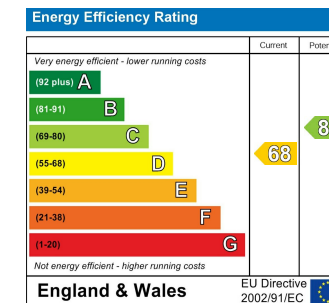 Energy Efficiency Rating
Current
Very energy efficient - lower running costs
(92 plus) A
(81-91) B
(69-80) C
(55-68) D
68
(39-54) E
(21-38) F
(1-20) G
Not energy efficient - higher running costs
England & Wales
EU Directive
2002/91/EC